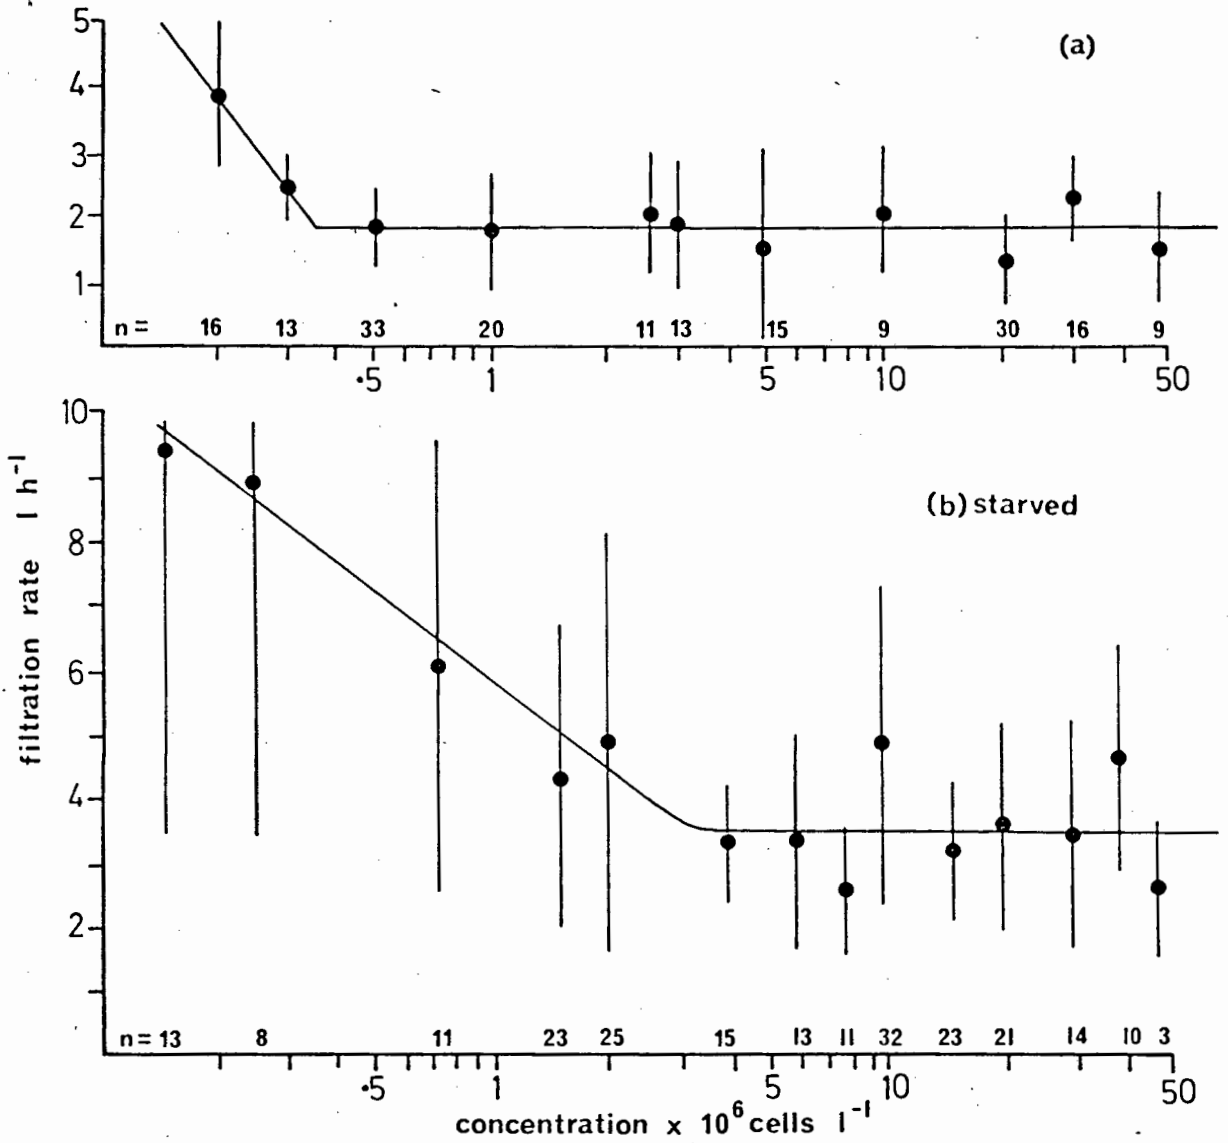 (a)
5
4
3
2
1
n = 16 13 33 20 11 13 15 9 30 16 9
·5 1 5 10 50
(b) starved
10
8
6
4
2
filtration rate l h⁻¹
n = 13 8 11 23 25 15 13 11 32 23 21 14 10 3
·5 1 5 10 50
concentration x 10⁶ cells l⁻¹